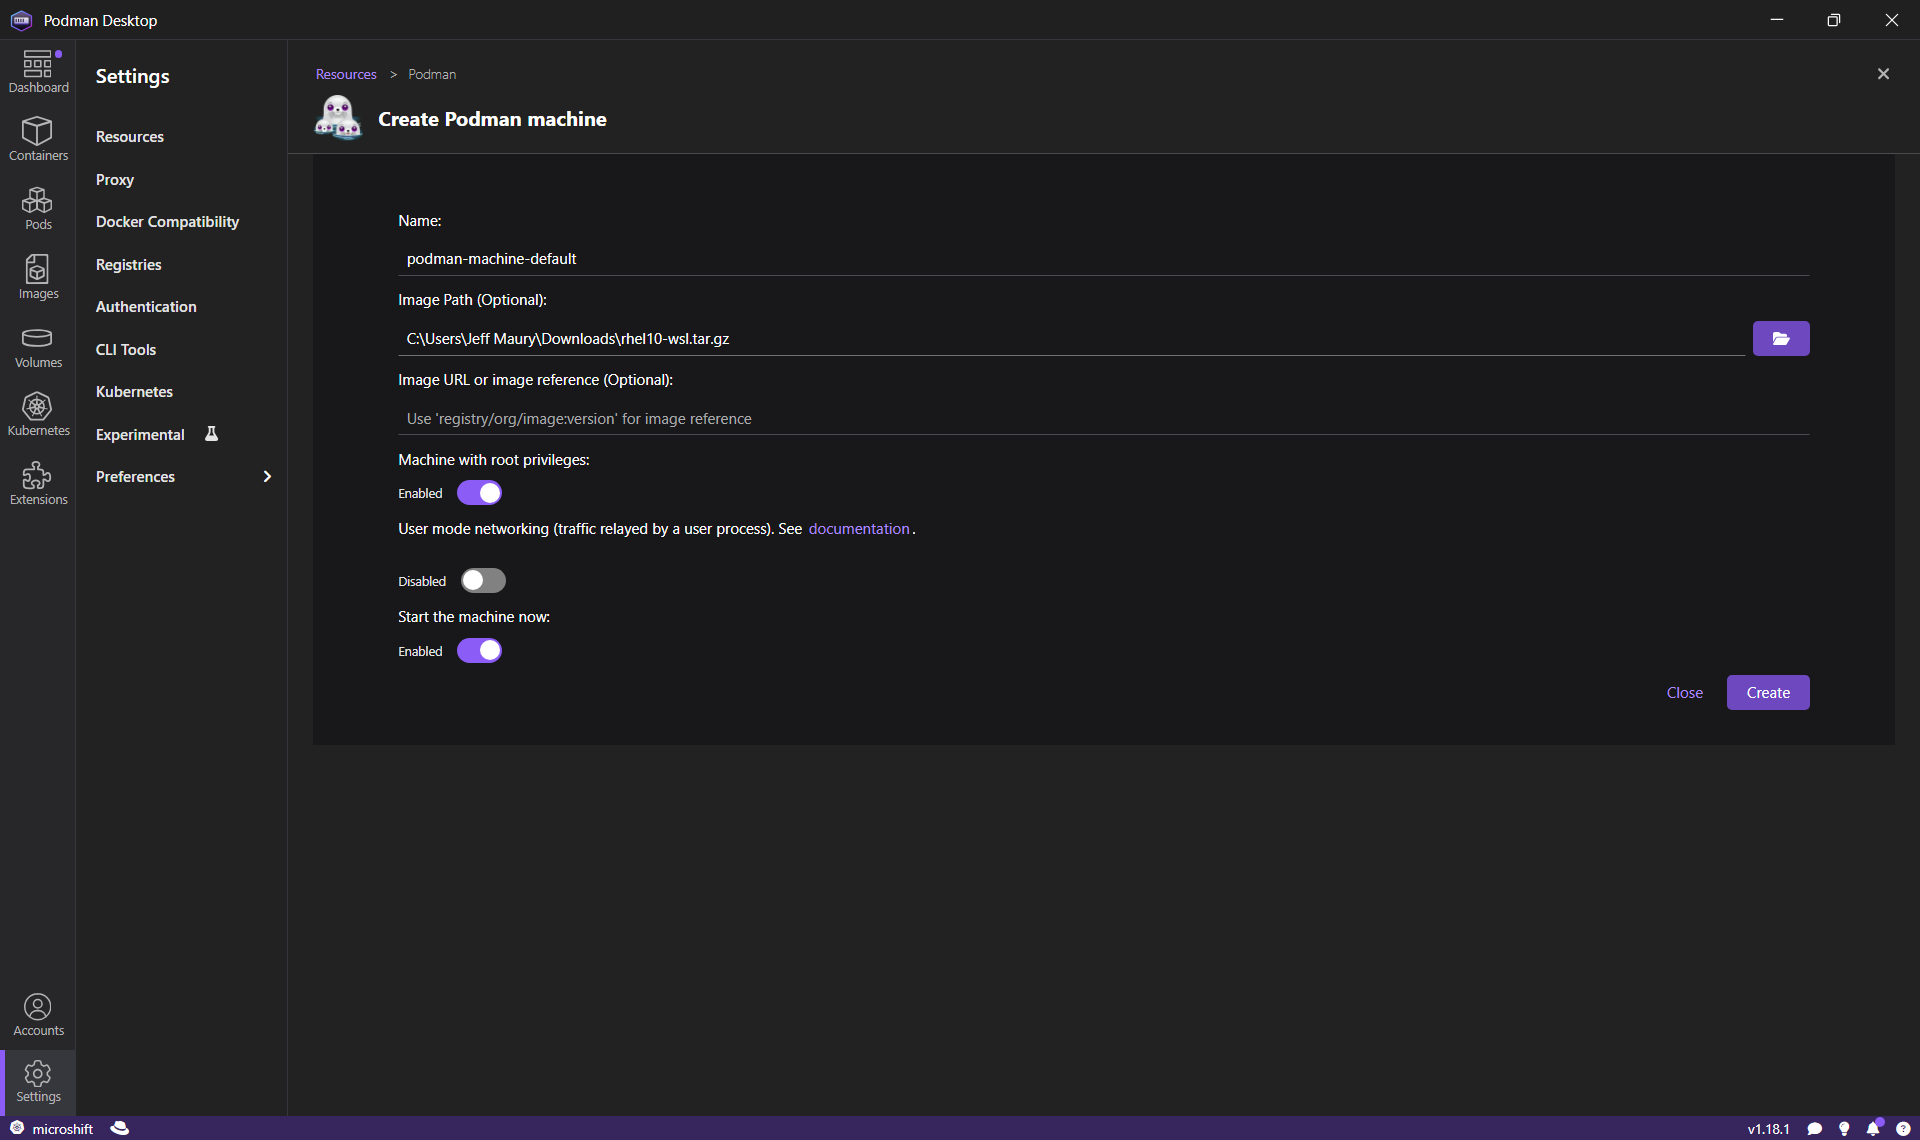 Podman Desktop
Dashboard
Containers
Pods
Images
Volumes
Kubernetes
Extensions
Accounts
Settings
Settings
Resources
Proxy
Docker Compatibility
Registries
Authentication
CLI Tools
Kubernetes
Experimental
Preferences
Resources > Podman
Create Podman machine
Name:
podman-machine-default
Image Path (Optional):
C:\Users\Jeff Maury\Downloads\rhel10-wsl.tar.gz
Image URL or image reference (Optional):
Use 'registry/org/image:version' for image reference
Machine with root privileges:
Enabled
User mode networking (traffic relayed by a user process). See documentation.
Disabled
Start the machine now:
Enabled
Close Create
microshift
v1.18.1